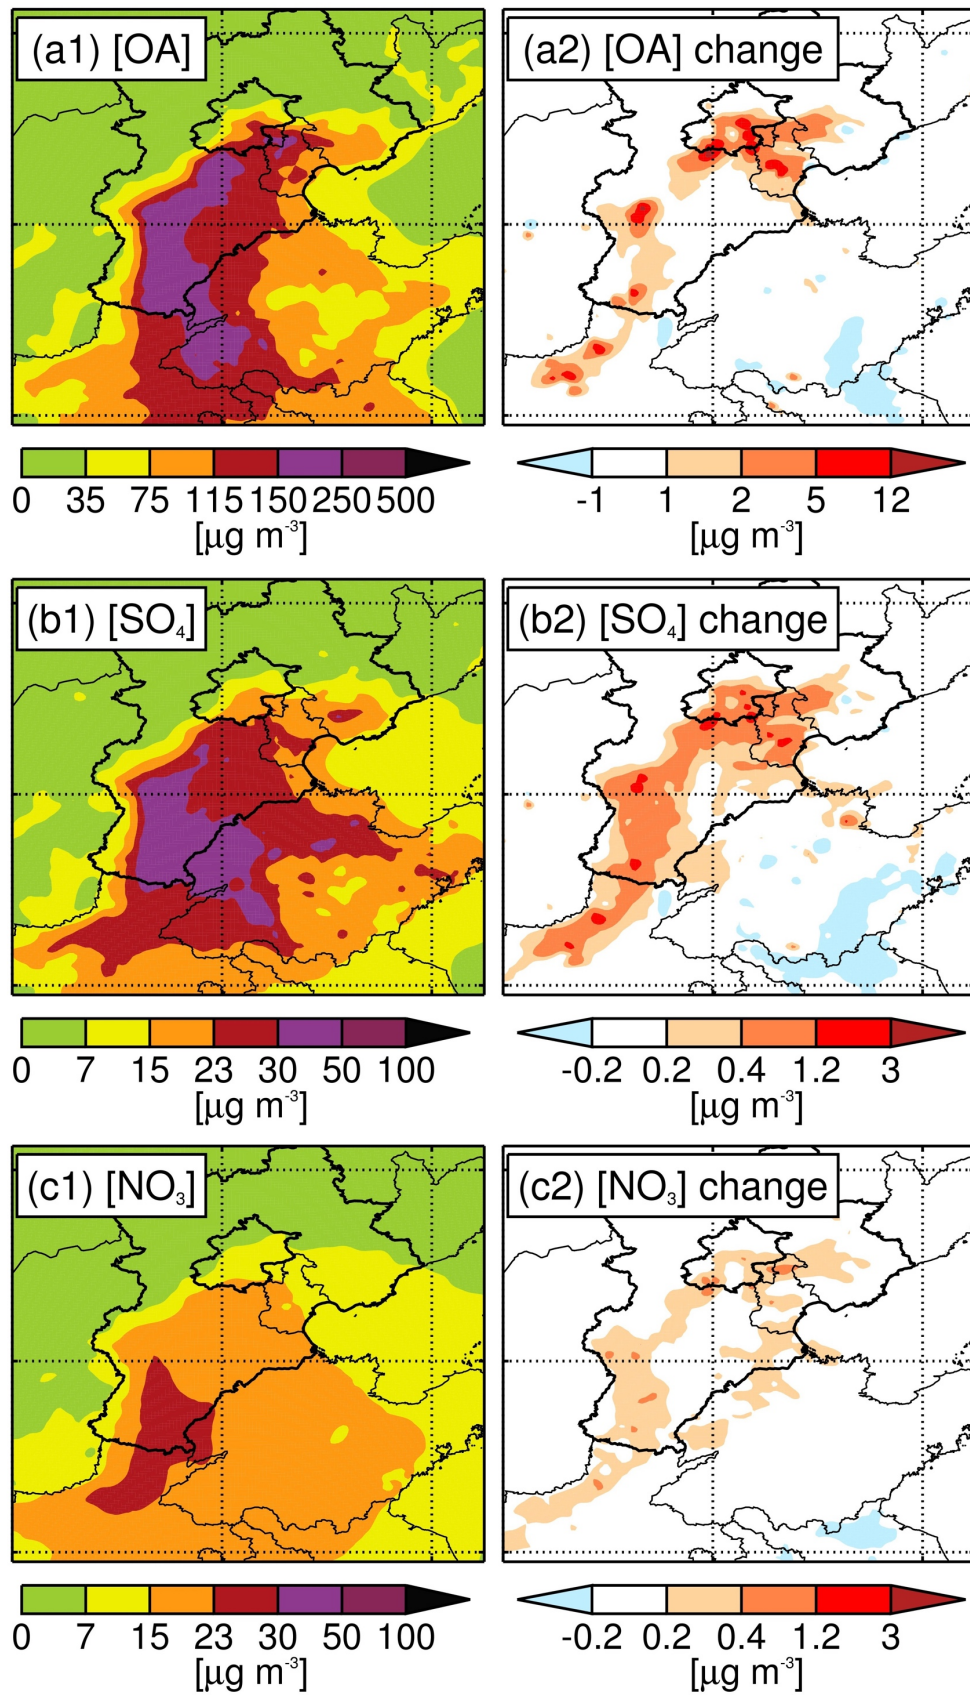 (a1) [OA]
(a2) [OA] change
0 35 75 115 150 250 500
[μg m⁻³]
-1 1 2 5 12
[μg m⁻³]
(b1) [SO₄]
(b2) [SO₄] change
0 7 15 23 30 50 100
[μg m⁻³]
-0.2 0.2 0.4 1.2 3
[μg m⁻³]
(c1) [NO₃]
(c2) [NO₃] change
0 7 15 23 30 50 100
[μg m⁻³]
-0.2 0.2 0.4 1.2 3
[μg m⁻³]